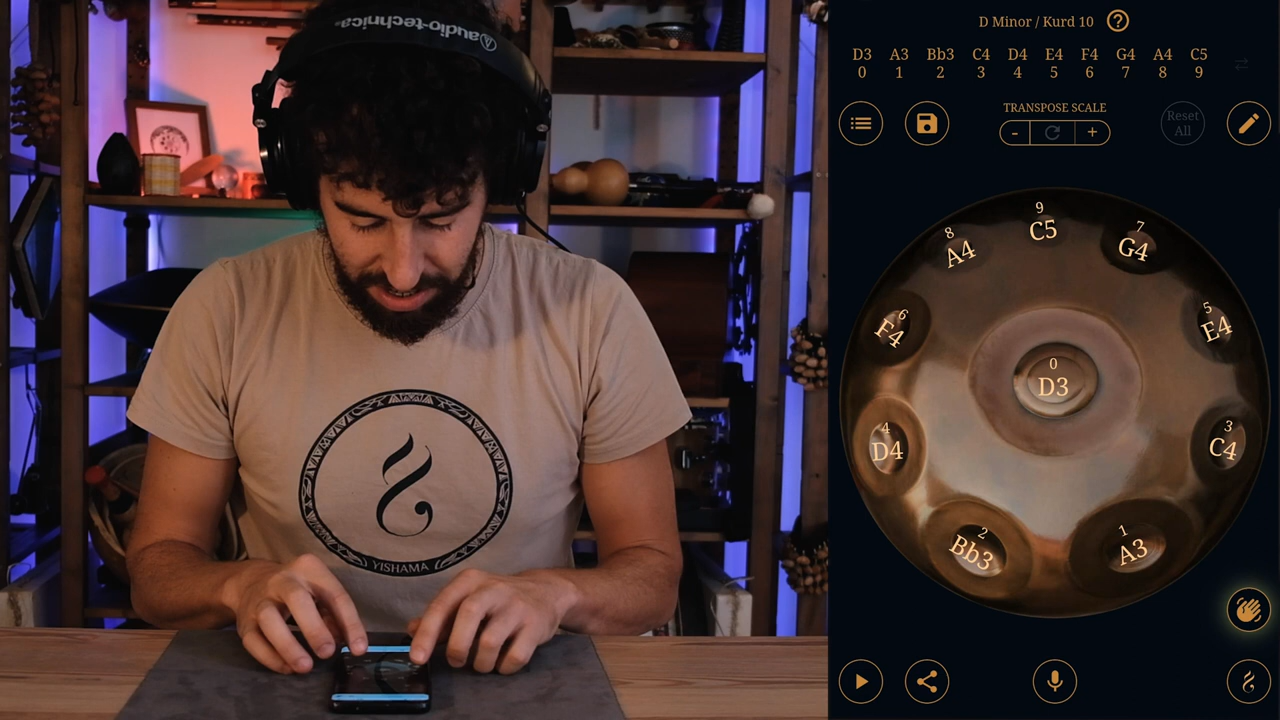 audio-technica
YISHAMA
D Minor / Kurd 10 ?
D3 A3 Bb3 C4 D4 E4 F4 G4 A4 C5
0 1 2 3 4 5 6 7 8 9
TRANSPOSE SCALE
- +
Reset
All
9
C5
8
A4
7
G4
6
F4
5
E4
0
D3
4
D4
3
C4
2
Bb3
1
A3